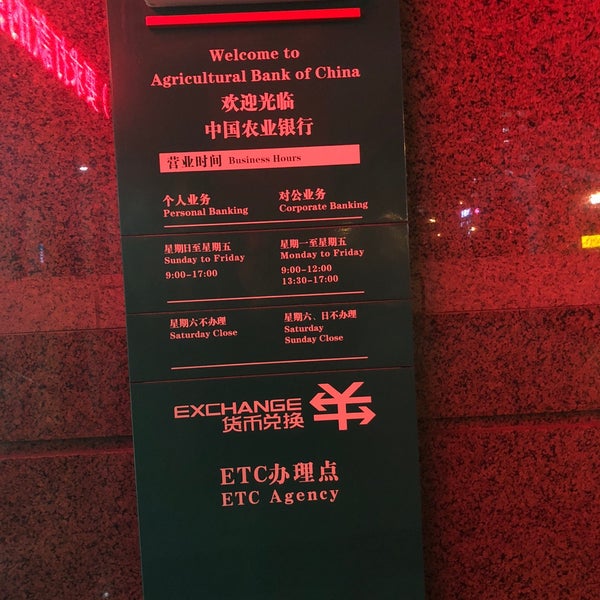 Welcome to
Agricultural Bank of China
欢迎光临
中国农业银行
营业时间 Business Hours
个人业务
Personal Banking
对公业务
Corporate Banking
星期日至星期五
Sunday to Friday
9:00-17:00
星期一至星期五
Monday to Friday
9:00-12:00
13:30-17:00
星期六不办理
Saturday Close
星期六、日不办理
Saturday
Sunday Close
EXCHANGE
货币兑换
ETC办理点
ETC Agency